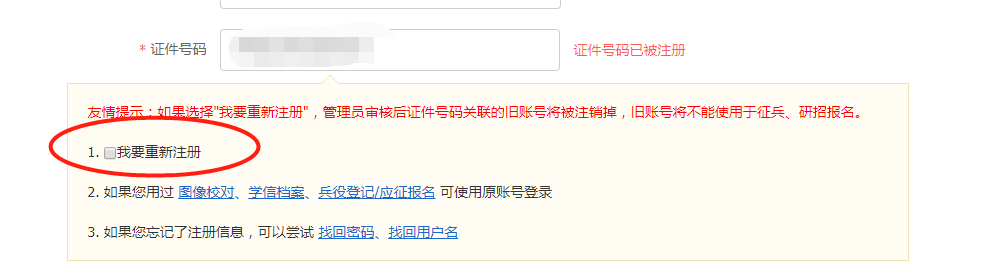 * 证件号码 证件号码已被注册
友情提示：如果选择"我要重新注册"，管理员审核后证件号码关联的旧账号将被注销掉，旧账号将不能使用于征兵、研招报名。
1. 我要重新注册
2. 如果您用过 图像校对、学信档案、兵役登记/应征报名 可使用原账号登录
3. 如果您忘记了注册信息，可以尝试 找回密码、找回用户名